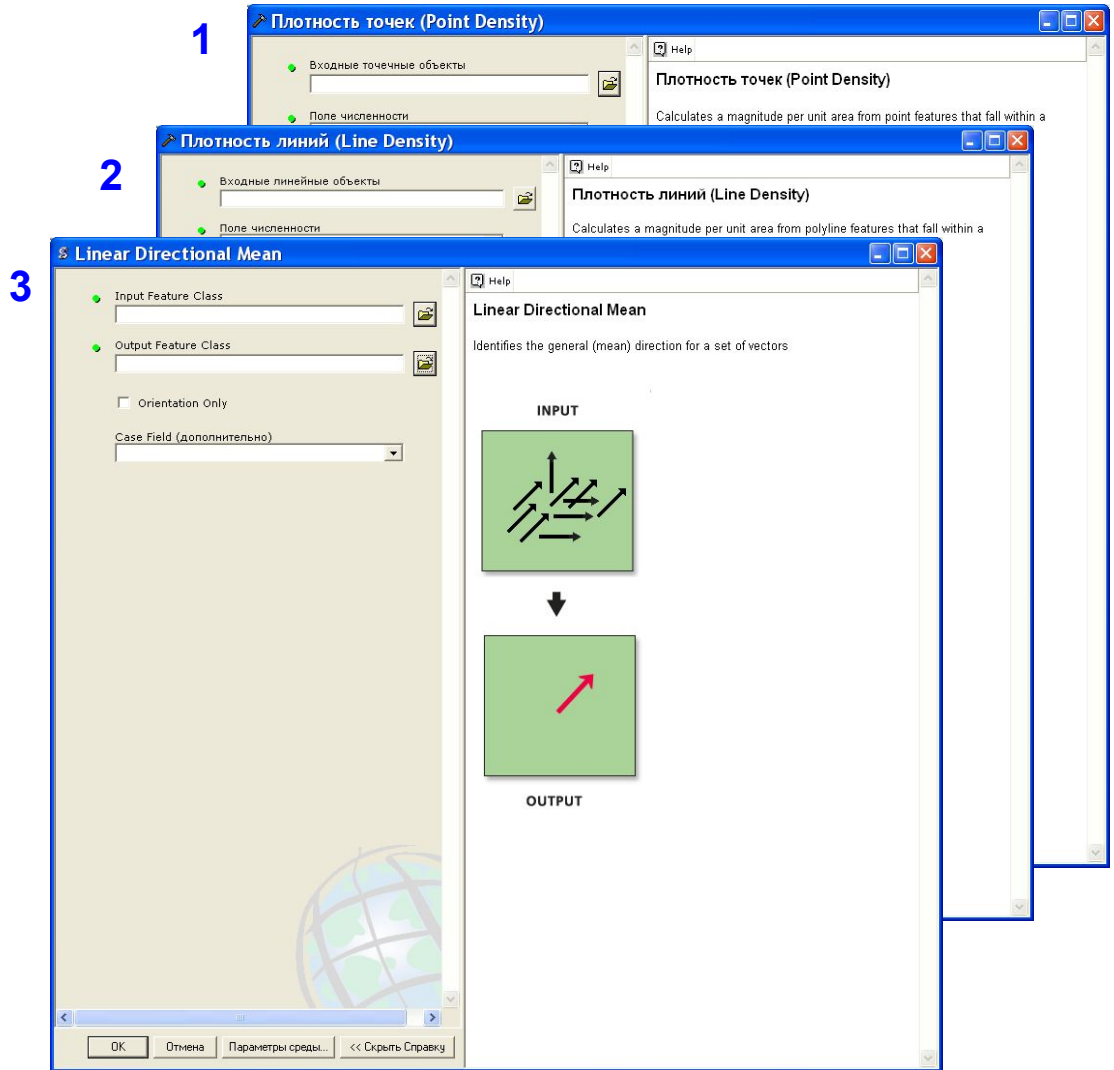 1
Плотность точек (Point Density)
Входные точечные объекты
Поле численности
Help
Плотность точек (Point Density)
Calculates a magnitude per unit area from point features that fall within a
2
Плотность линий (Line Density)
Входные линейные объекты
Поле численности
Help
Плотность линий (Line Density)
Calculates a magnitude per unit area from polyline features that fall within a
3
Linear Directional Mean
Input Feature Class
Output Feature Class
Orientation Only
Case Field (дополнительно)
OK
Отмена
Параметры среды...
<< Скрыть Справку
Help
Linear Directional Mean
Identifies the general (mean) direction for a set of vectors
INPUT
OUTPUT